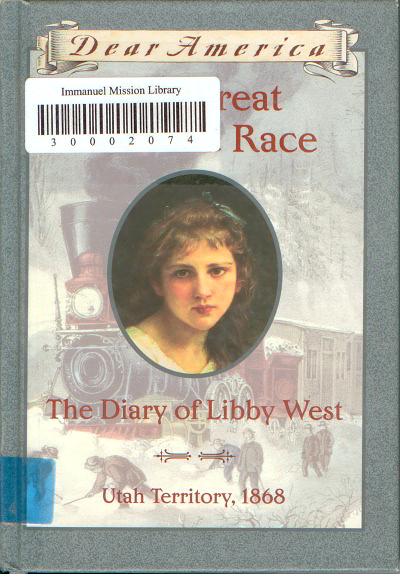 Dear America
Immanuel Mission Library
30002074
reat
Race
The Diary of Libby West
Utah Territory, 1868